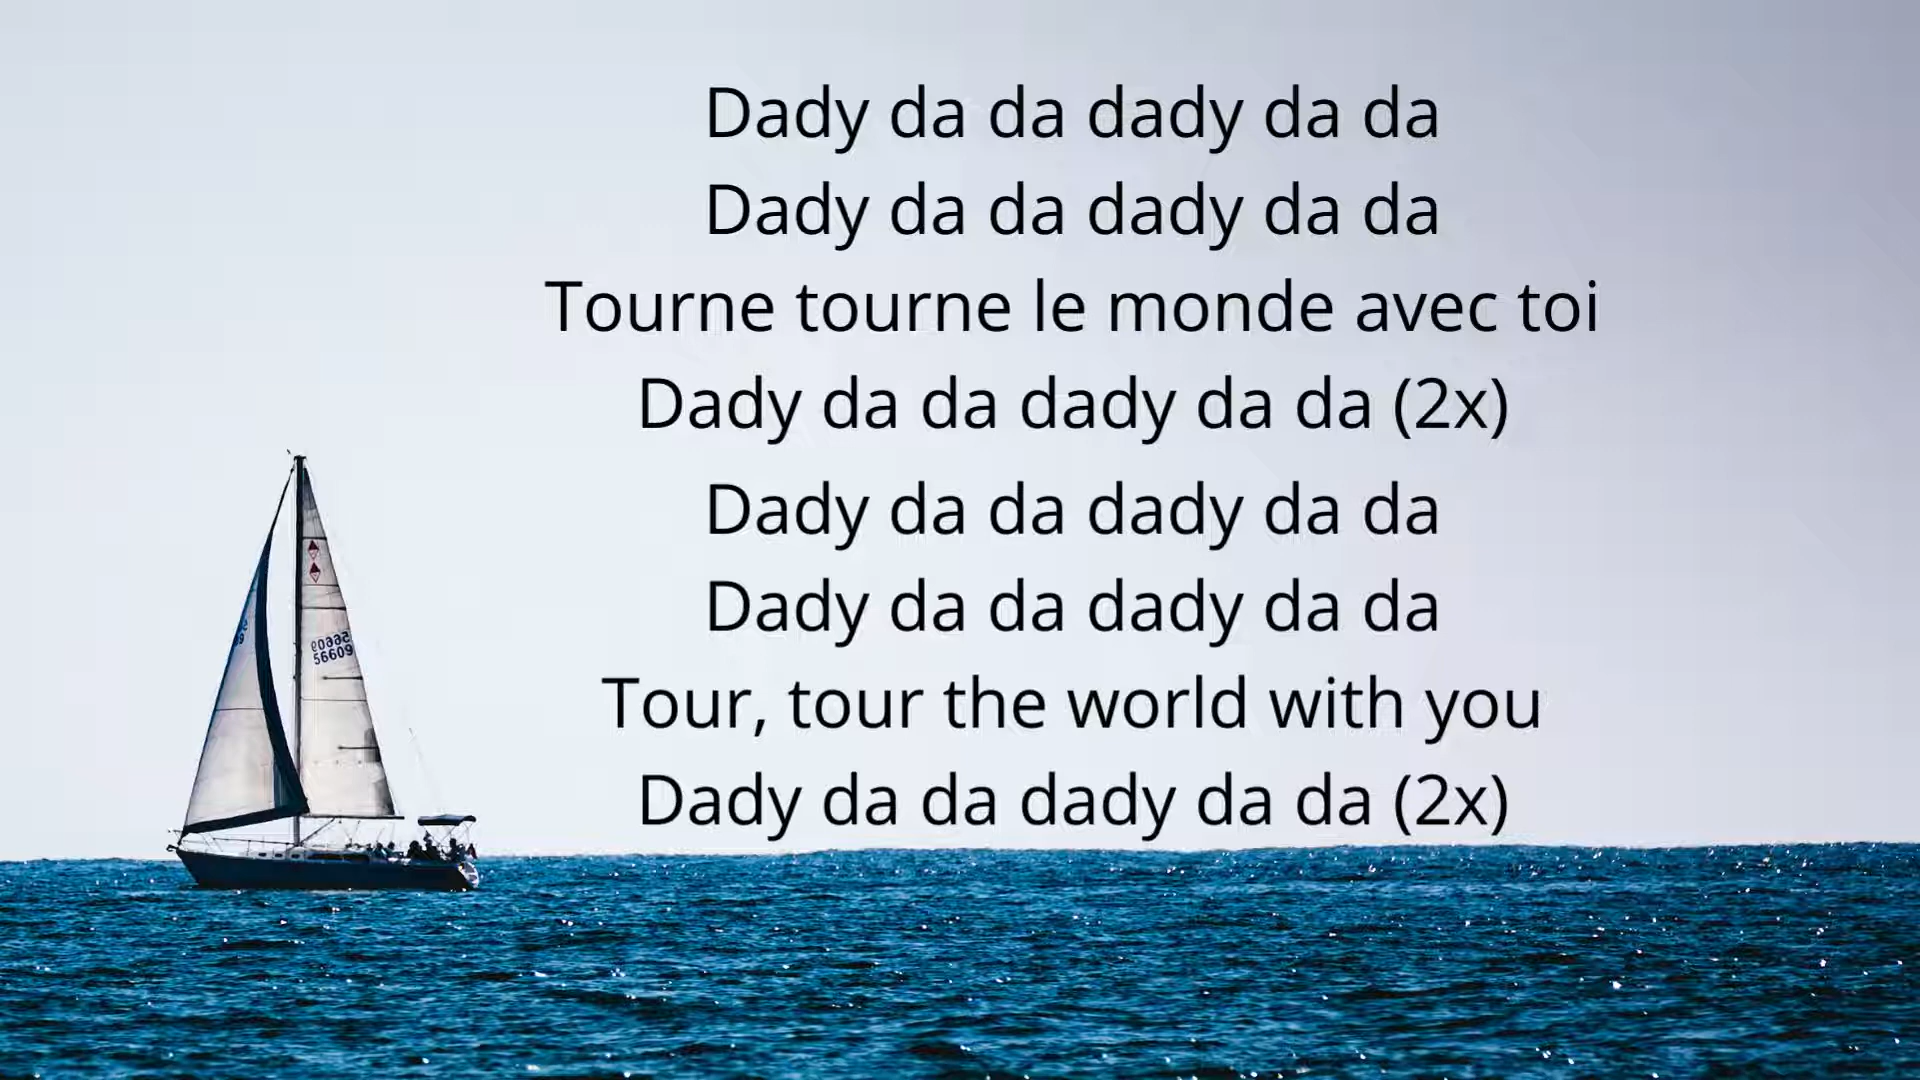 Dady da da dady da da
Dady da da dady da da
Tourne tourne le monde avec toi
Dady da da dady da da (2x)
Dady da da dady da da
Dady da da dady da da
Tour, tour the world with you
Dady da da dady da da (2x)
56609
56609